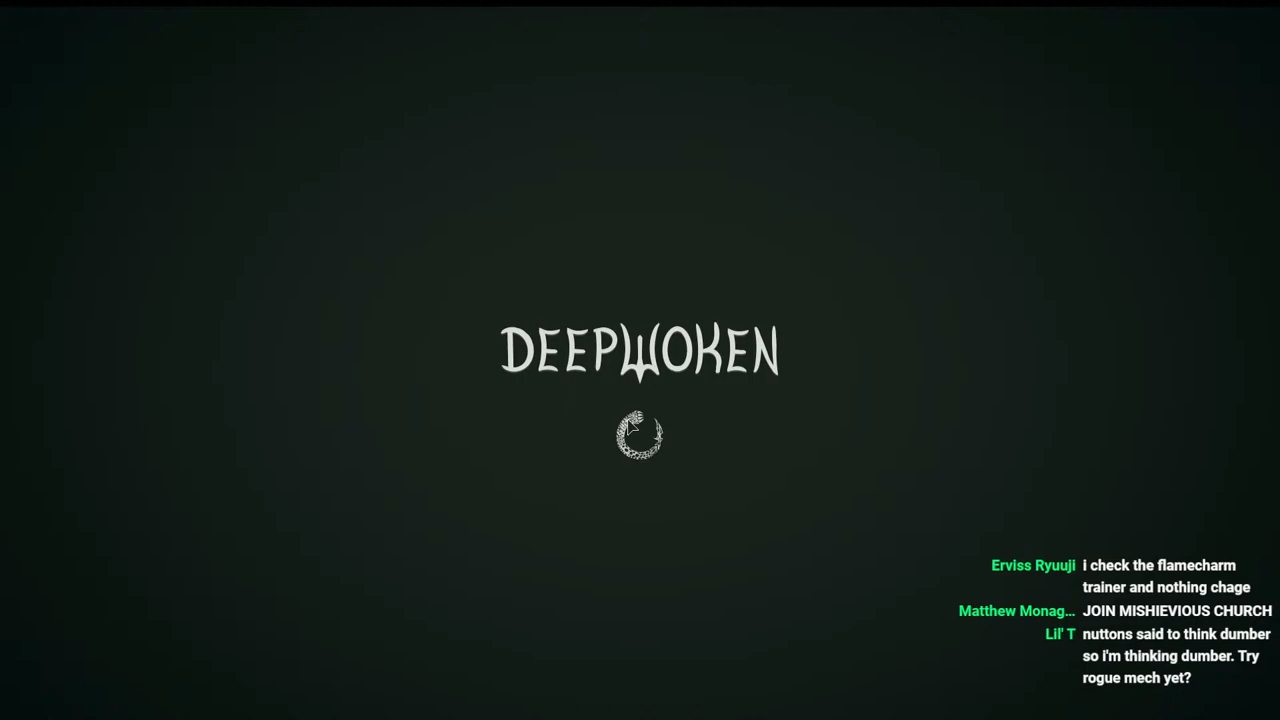 DEEPWOKEN
Erviss Ryuuji i check the flamecharm
trainer and nothing chage
Matthew Monag... JOIN MISHIEVIOUS CHURCH
Lil' T nuttons said to think dumber
so i'm thinking dumber. Try
rogue mech yet?